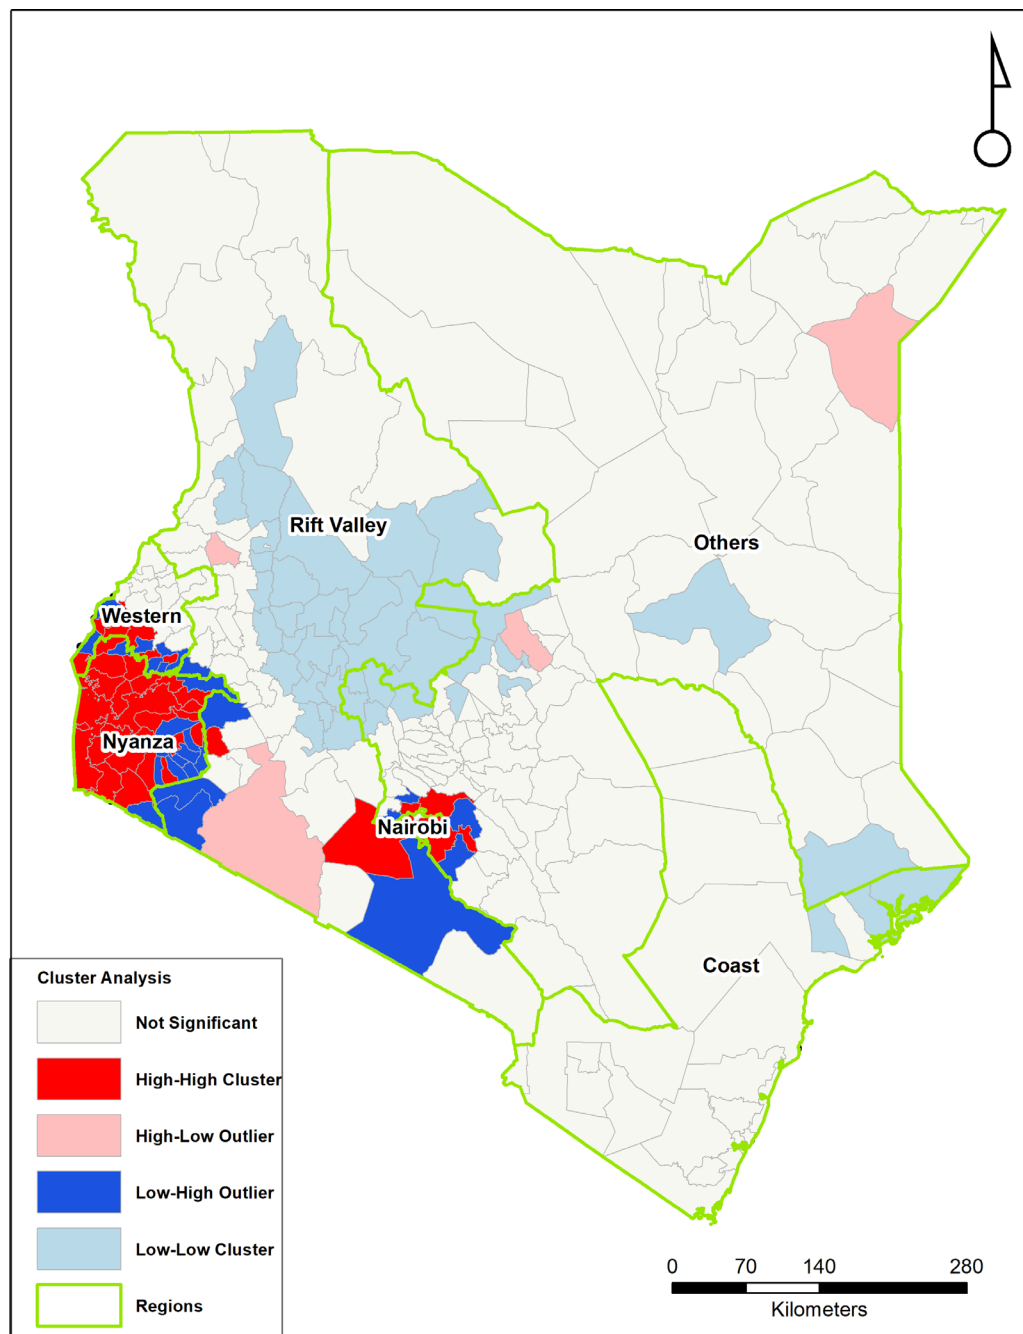 Rift Valley
Others
Western
Nyanza
Nairobi
Coast
Cluster Analysis
Not Significant
High-High Cluster
High-Low Outlier
Low-High Outlier
Low-Low Cluster
Regions
0 70 140 280
Kilometers